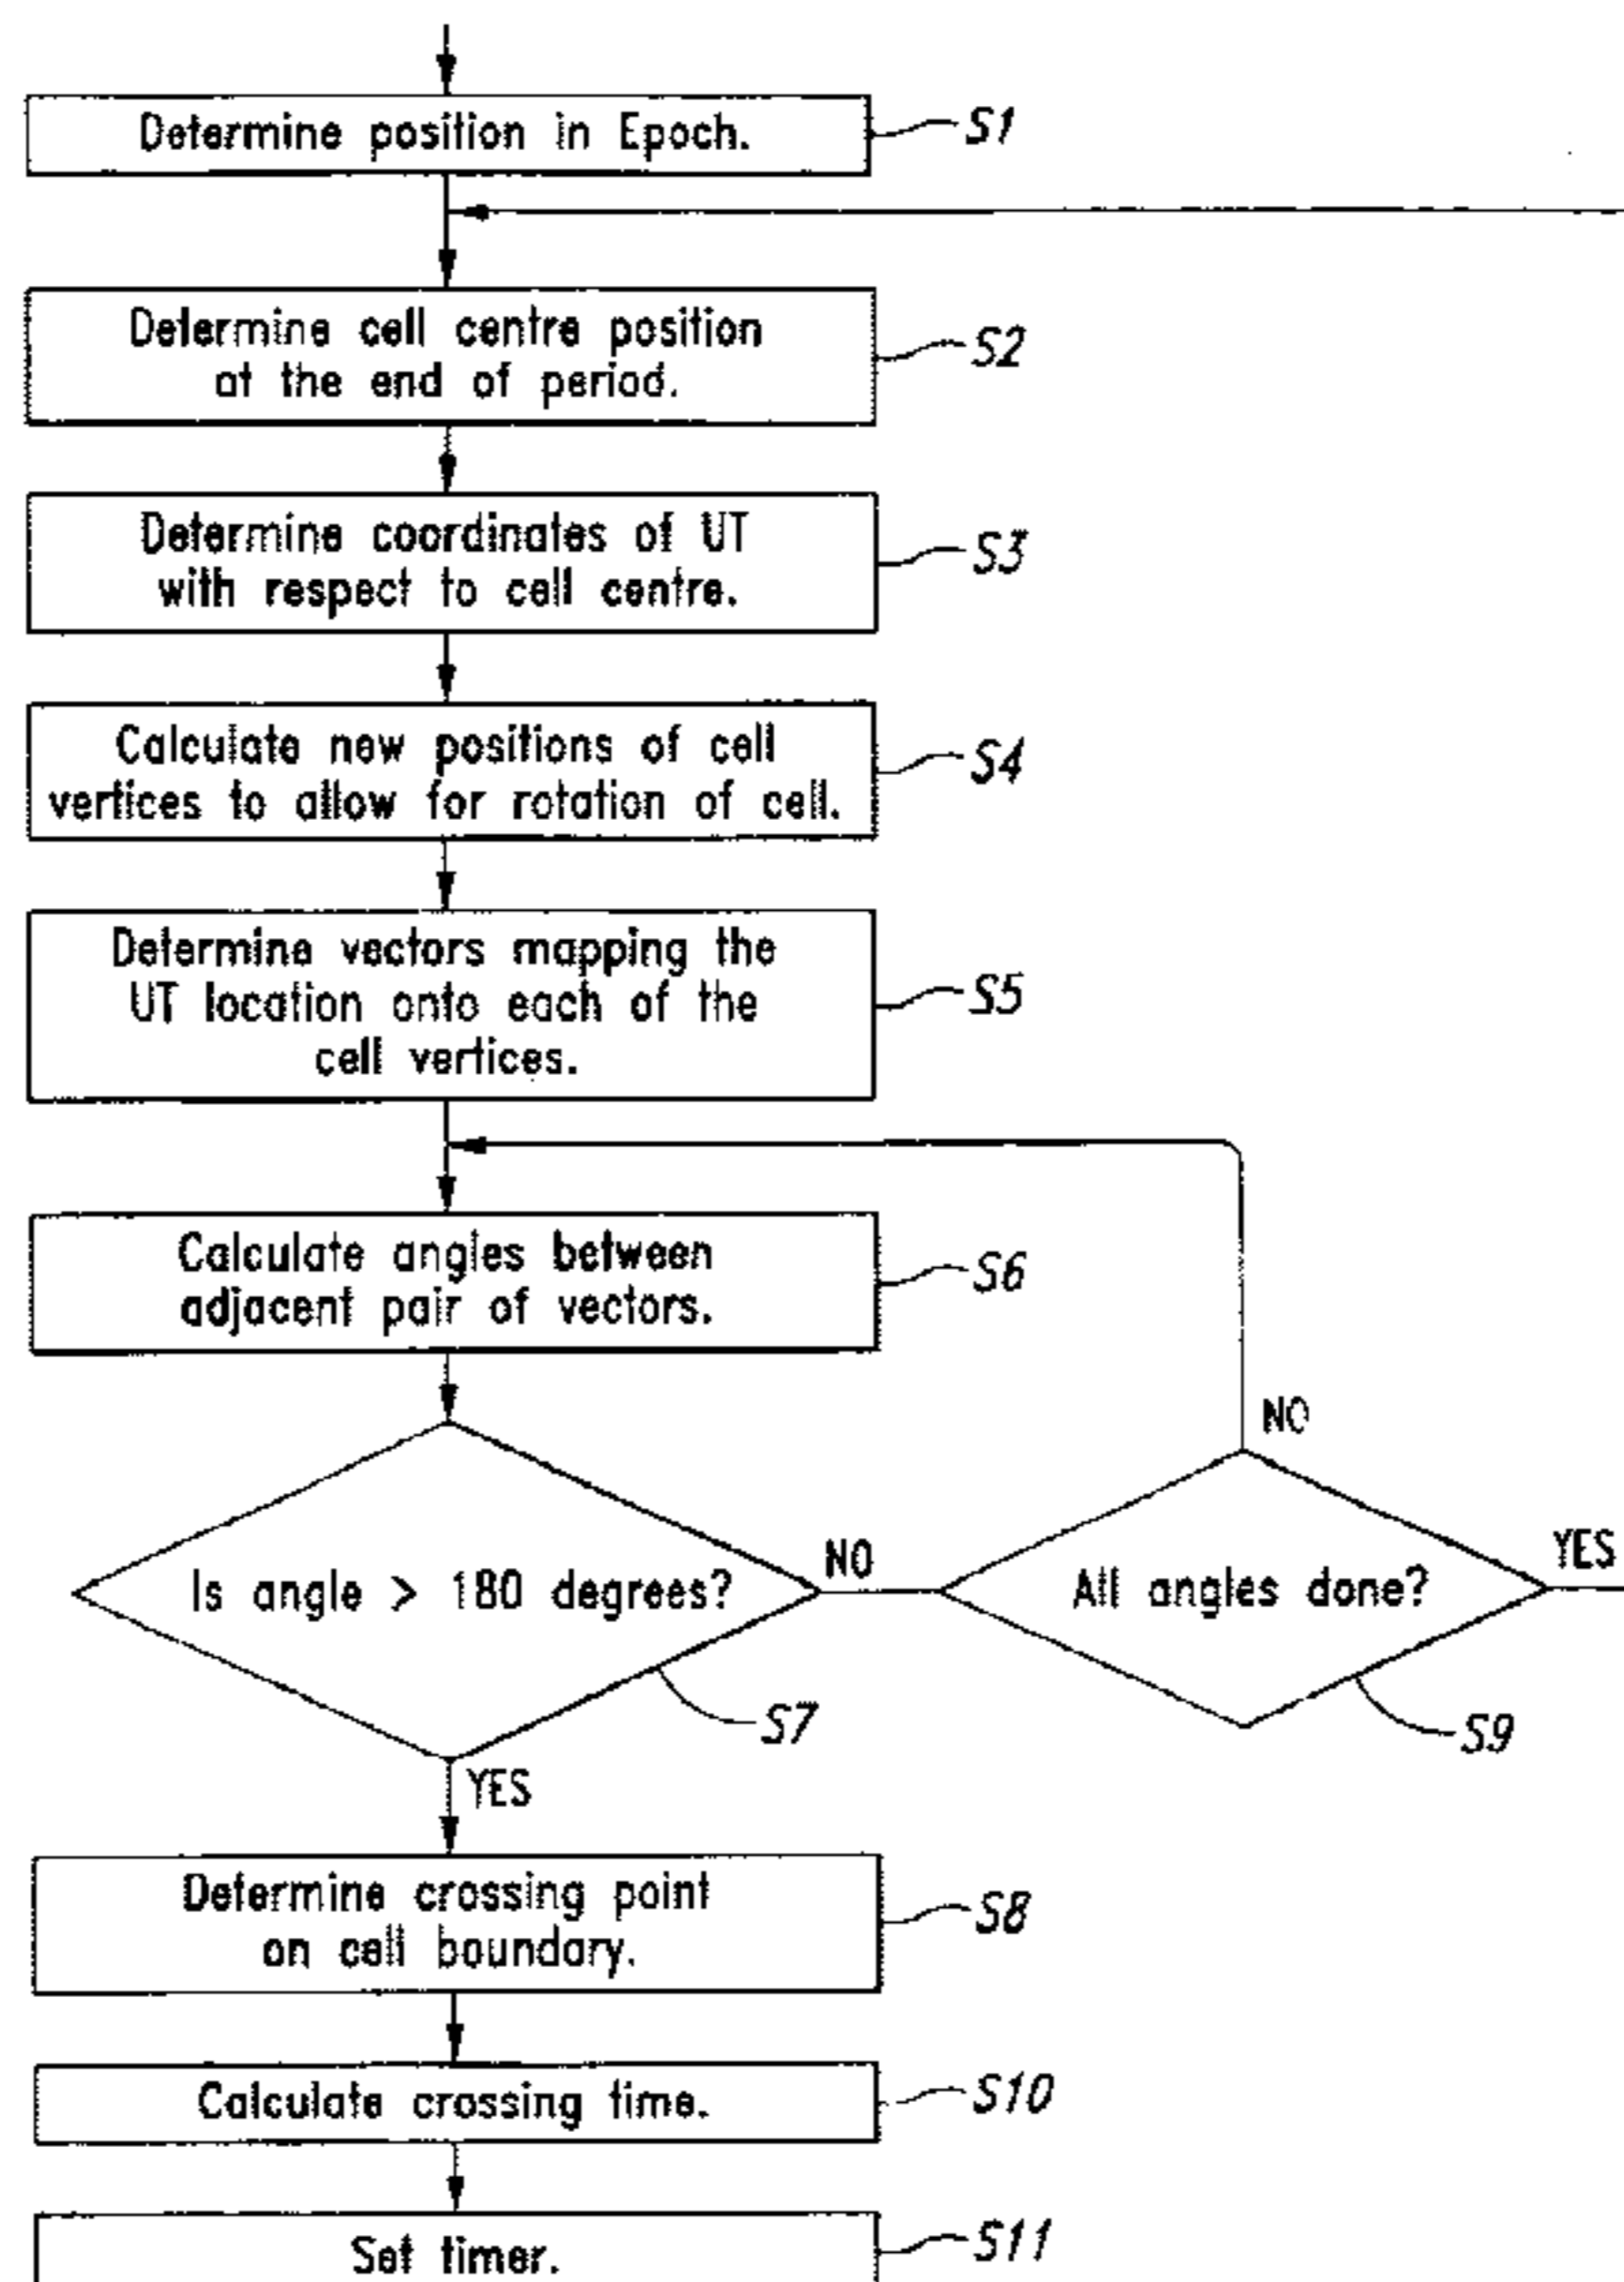 Determine position in Epoch.
S1
Determine cell centre position
at the end of period.
S2
Determine coordinates of UT
with respect to cell centre.
S3
Calculate new positions of cell
vertices to allow for rotation of cell.
S4
Determine vectors mapping the
UT location onto each of the
cell vertices.
S5
Calculate angles between
adjacent pair of vectors.
S6
NO
Is angle > 180 degrees?
NO
All angles done?
YES
S7
S9
YES
Determine crossing point
on cell boundary.
S8
Calculate crossing time.
S10
Set timer.
S11